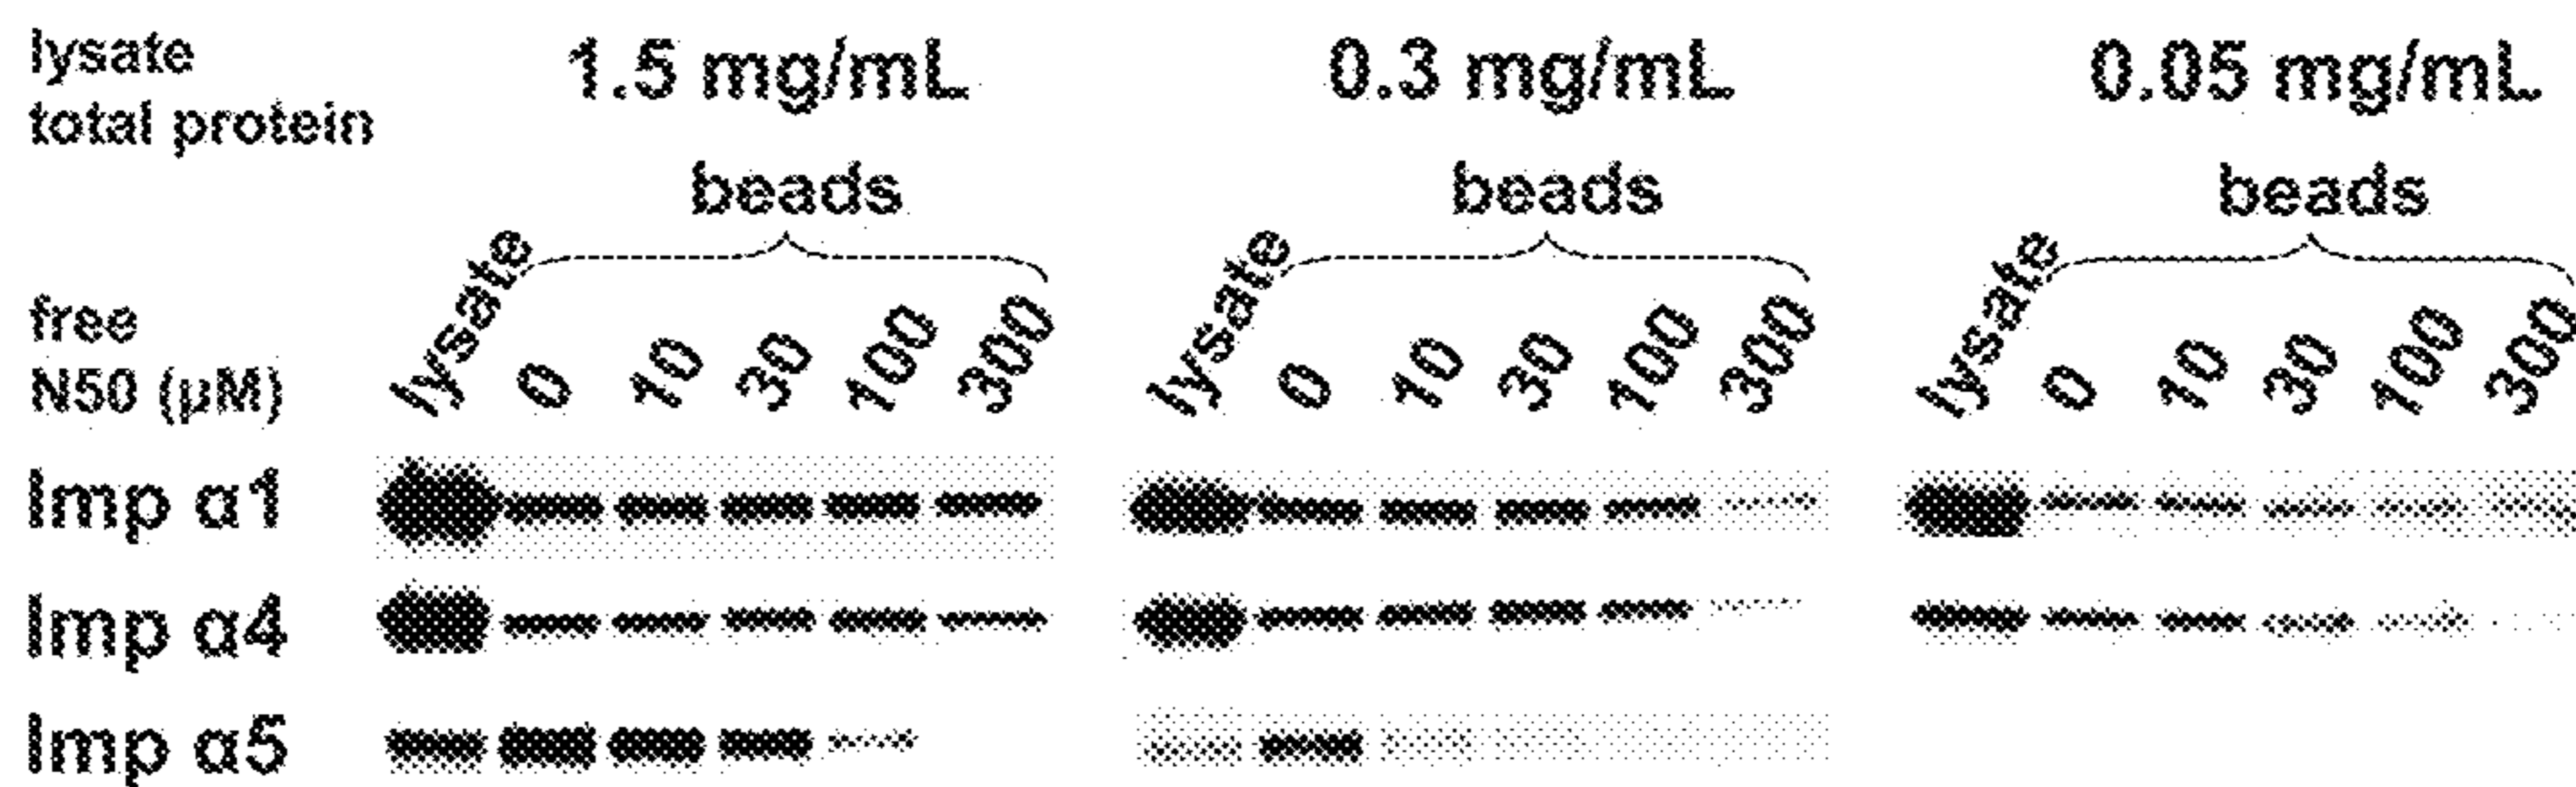 lysate
total protein
1.5 mg/mL
0.3 mg/mL
0.05 mg/mL
beads
beads
beads
free
N50 (µM)
lysate 0 10 30 100 300
lysate 0 10 30 100 300
lysate 0 10 30 100 300
Imp α1
Imp α4
Imp α5